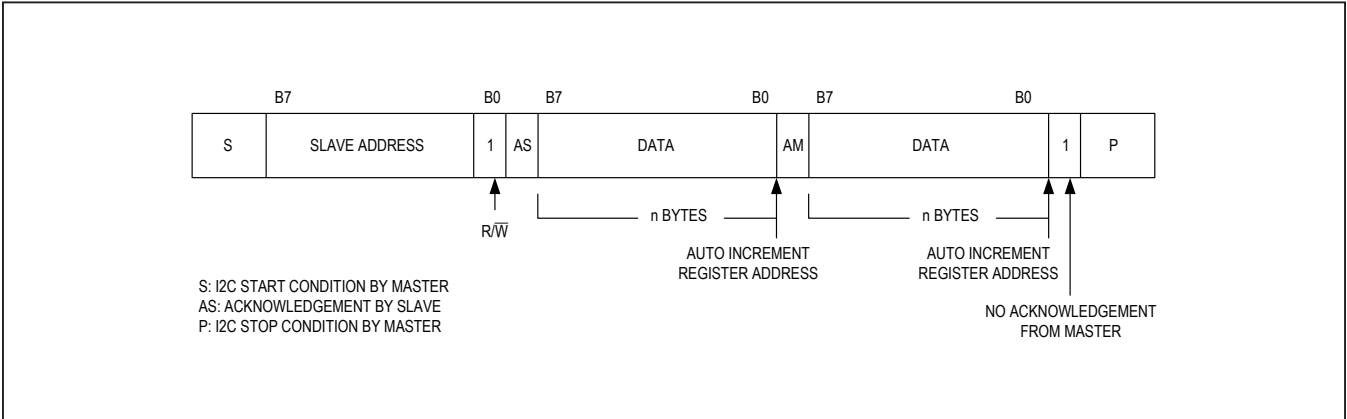 B7 B0 B7 B0 B7 B0
S SLAVE ADDRESS 1 AS DATA AM DATA 1 P
n BYTES n BYTES
R/W̅
AUTO INCREMENT
REGISTER ADDRESS
AUTO INCREMENT
REGISTER ADDRESS
S: I2C START CONDITION BY MASTER
AS: ACKNOWLEDGEMENT BY SLAVE
P: I2C STOP CONDITION BY MASTER
NO ACKNOWLEDGEMENT
FROM MASTER